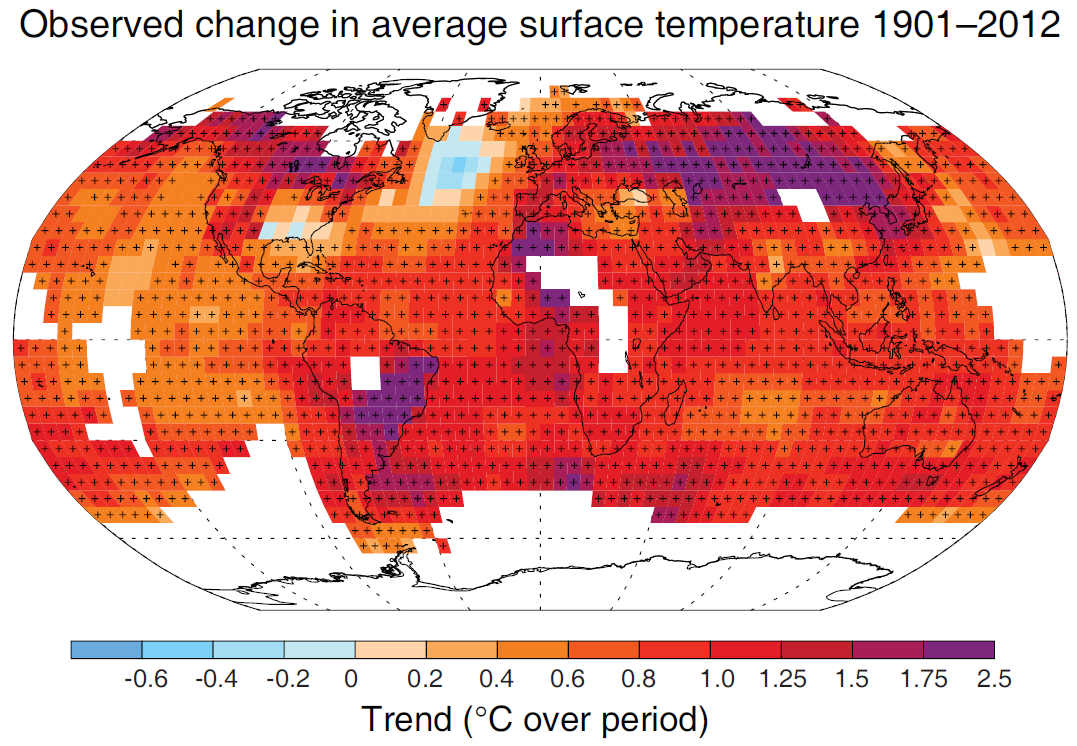 Observed change in average surface temperature 1901–2012
-0.6 -0.4 -0.2 0 0.2 0.4 0.6 0.8 1.0 1.25 1.5 1.75 2.5
Trend (°C over period)